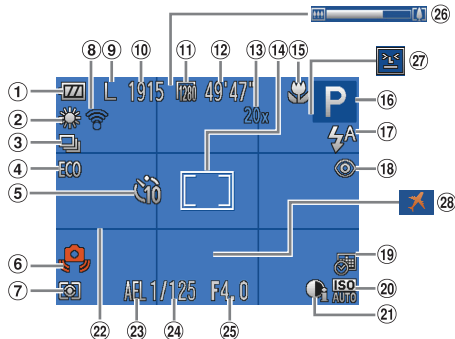 ㉖
⑧ ⑨ ⑩ ⑪ ⑫ ⑬ ⑭ ⑮ ㉗
① L 1915 1280 49'47" P ⑯
② 20x ⚡A ⑰
③
④ ECO ⑱
⑤ 10 ㉘
⑥ ⑲
⑦ AEL 1/125 F4.0 i ISO AUTO ⑳
㉒ ㉓ ㉔ ㉕ ㉑